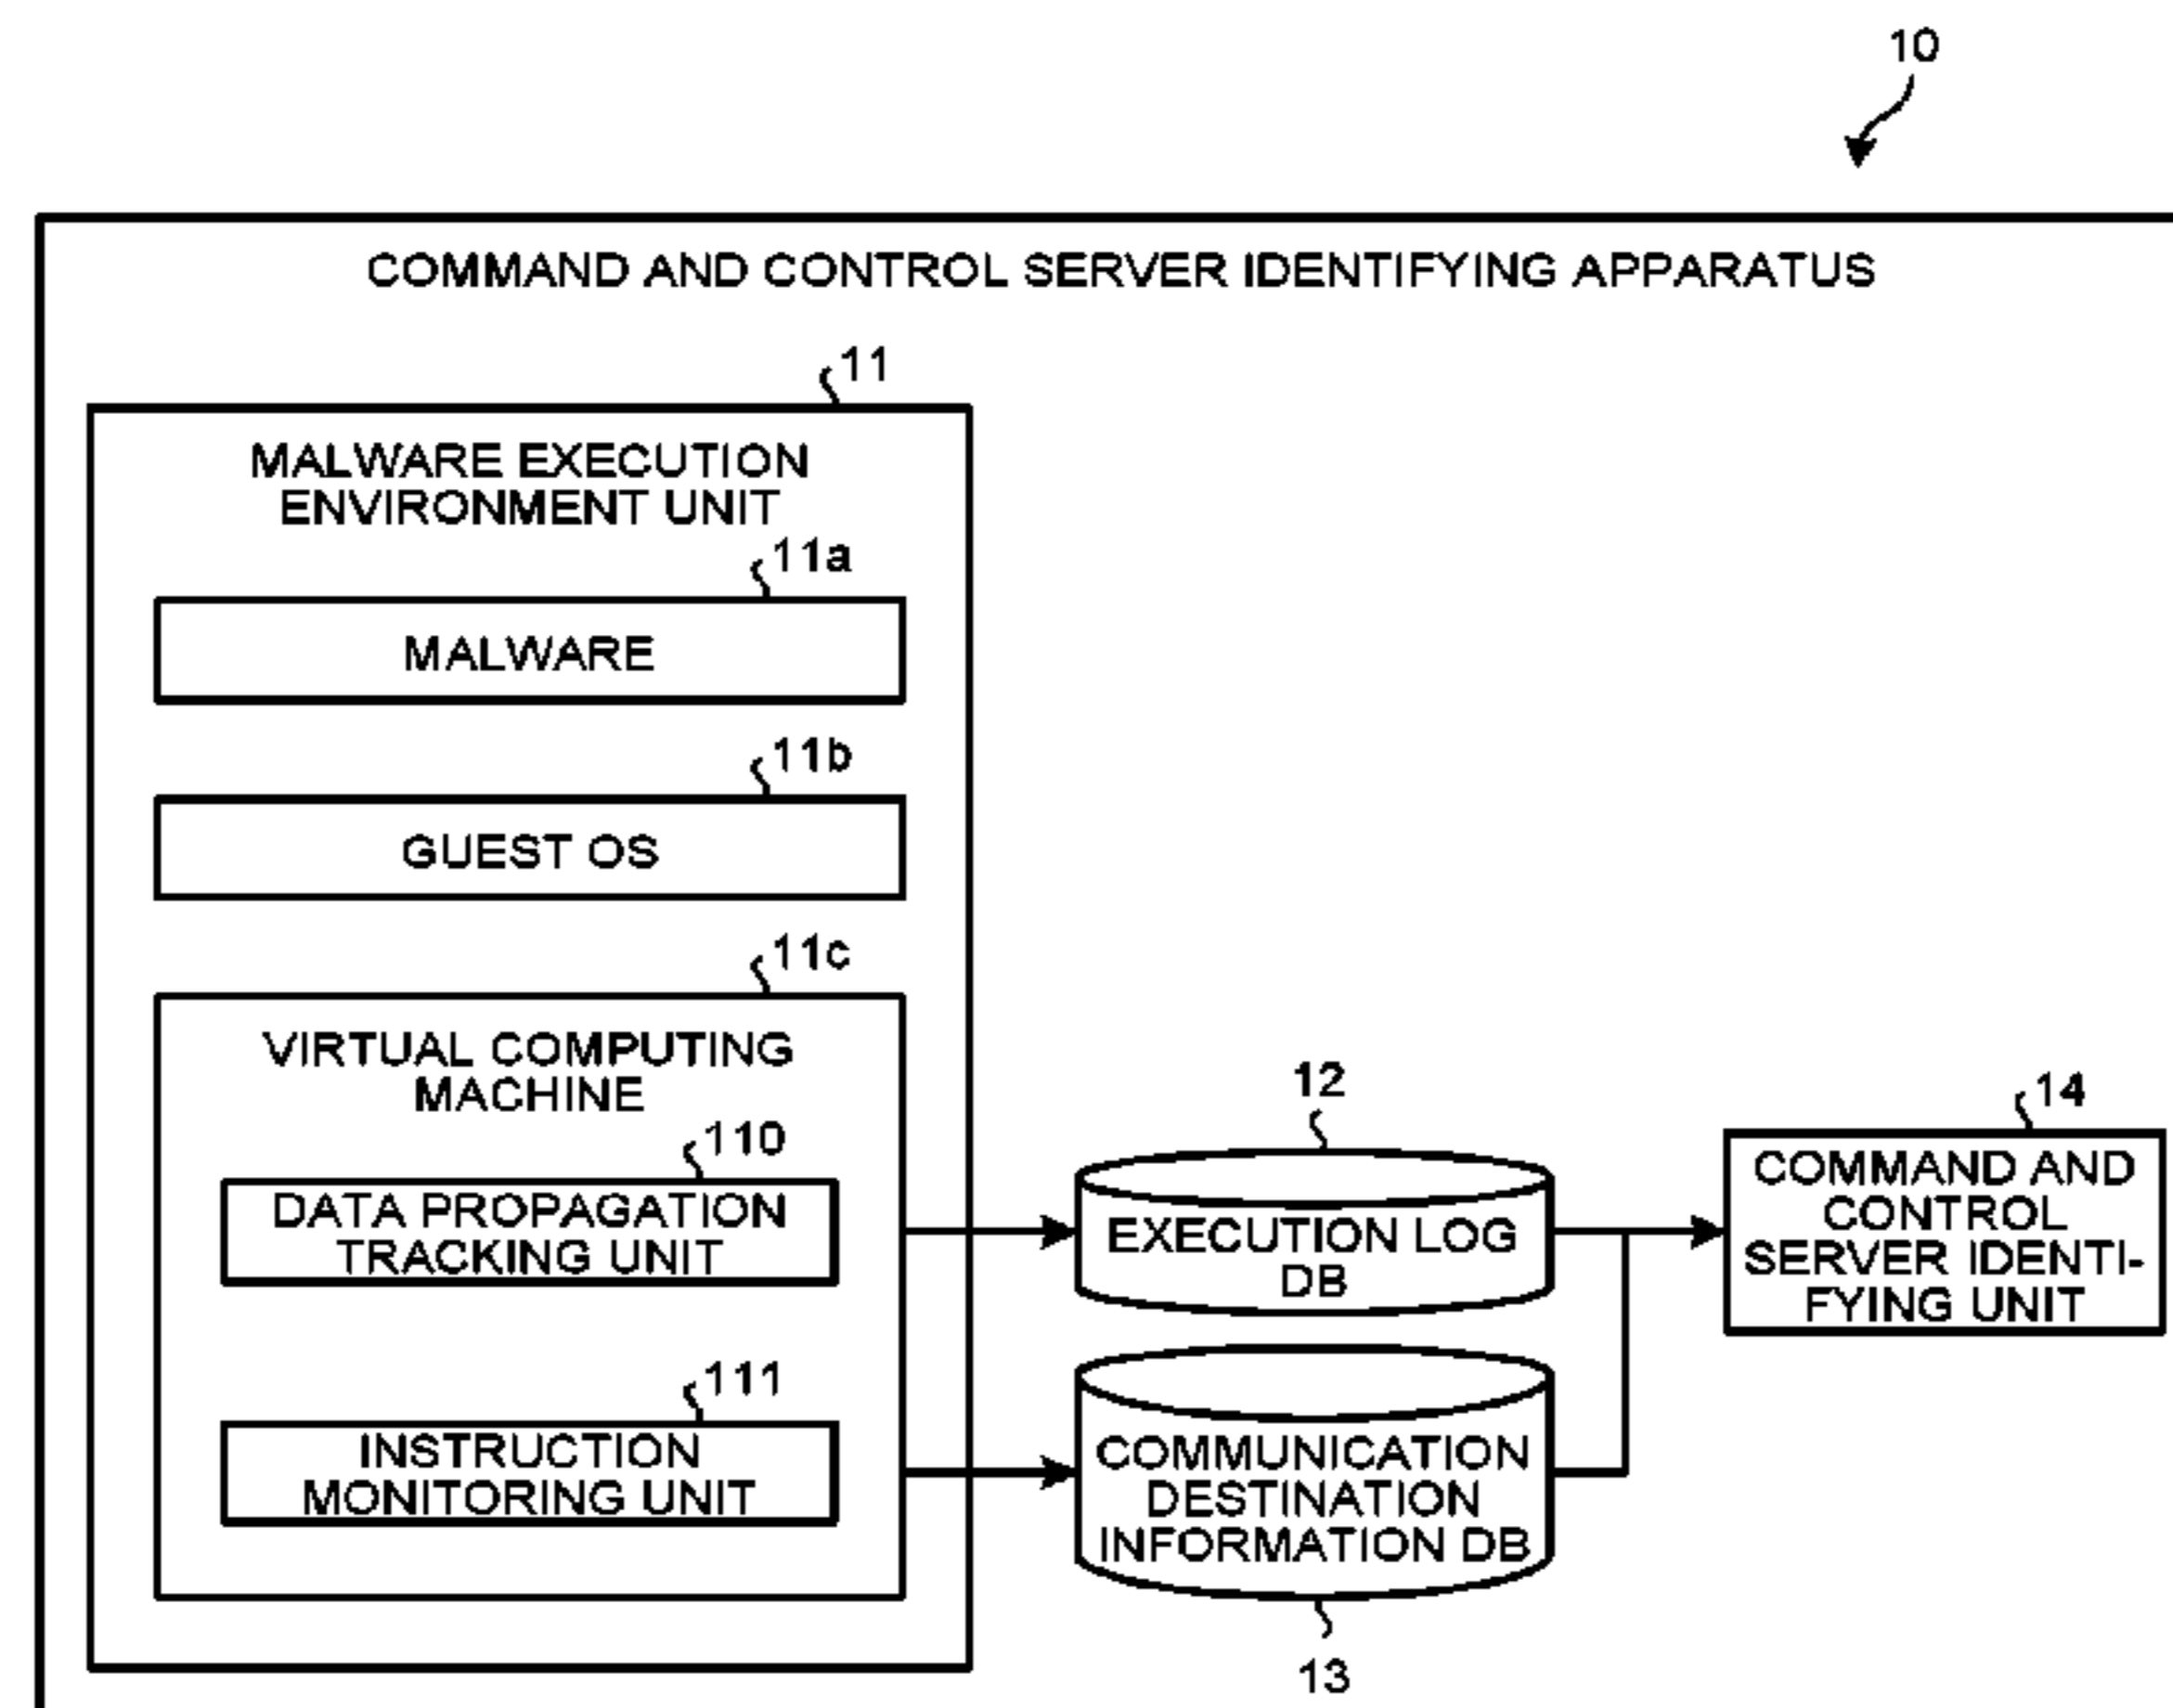 10
COMMAND AND CONTROL SERVER IDENTIFYING APPARATUS
11
MALWARE EXECUTION
ENVIRONMENT UNIT
11a
MALWARE
11b
GUEST OS
11c
VIRTUAL COMPUTING
MACHINE
110
DATA PROPAGATION
TRACKING UNIT
111
INSTRUCTION
MONITORING UNIT
12
EXECUTION LOG
DB
COMMUNICATION
DESTINATION
INFORMATION DB
13
14
COMMAND AND
CONTROL
SERVER IDENTI-
FYING UNIT